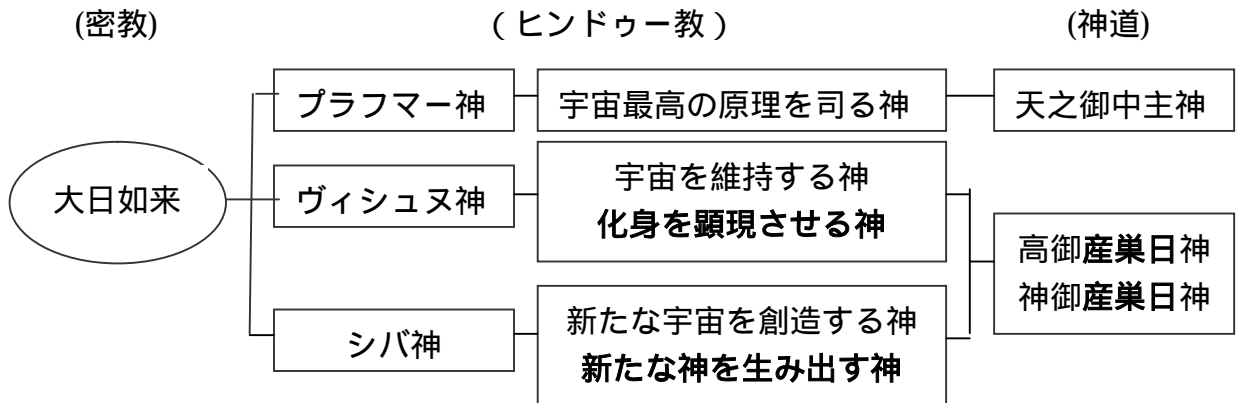 (密教)
(ヒンドゥー教)
(神道)
プラフマー神
宇宙最高の原理を司る神
天之御中主神
大日如来
ヴィシュヌ神
宇宙を維持する神
化身を顕現させる神
高御産巣日神
神御産巣日神
シバ神
新たな宇宙を創造する神
新たな神を生み出す神